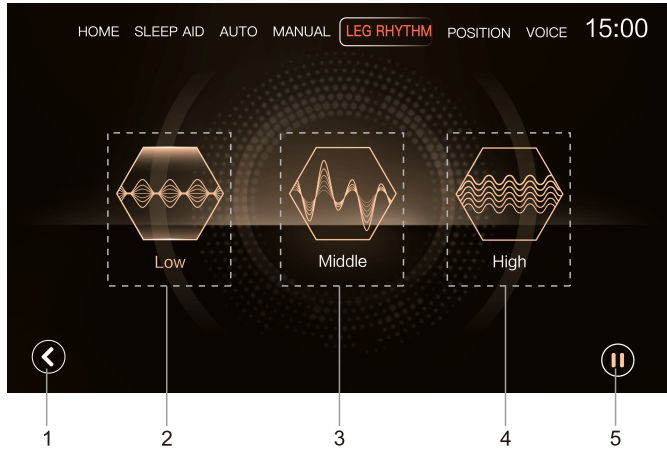 HOME SLEEP AID AUTO MANUAL LEG RHYTHM POSITION VOICE 15:00
Low Middle High
1 2 3 4 5